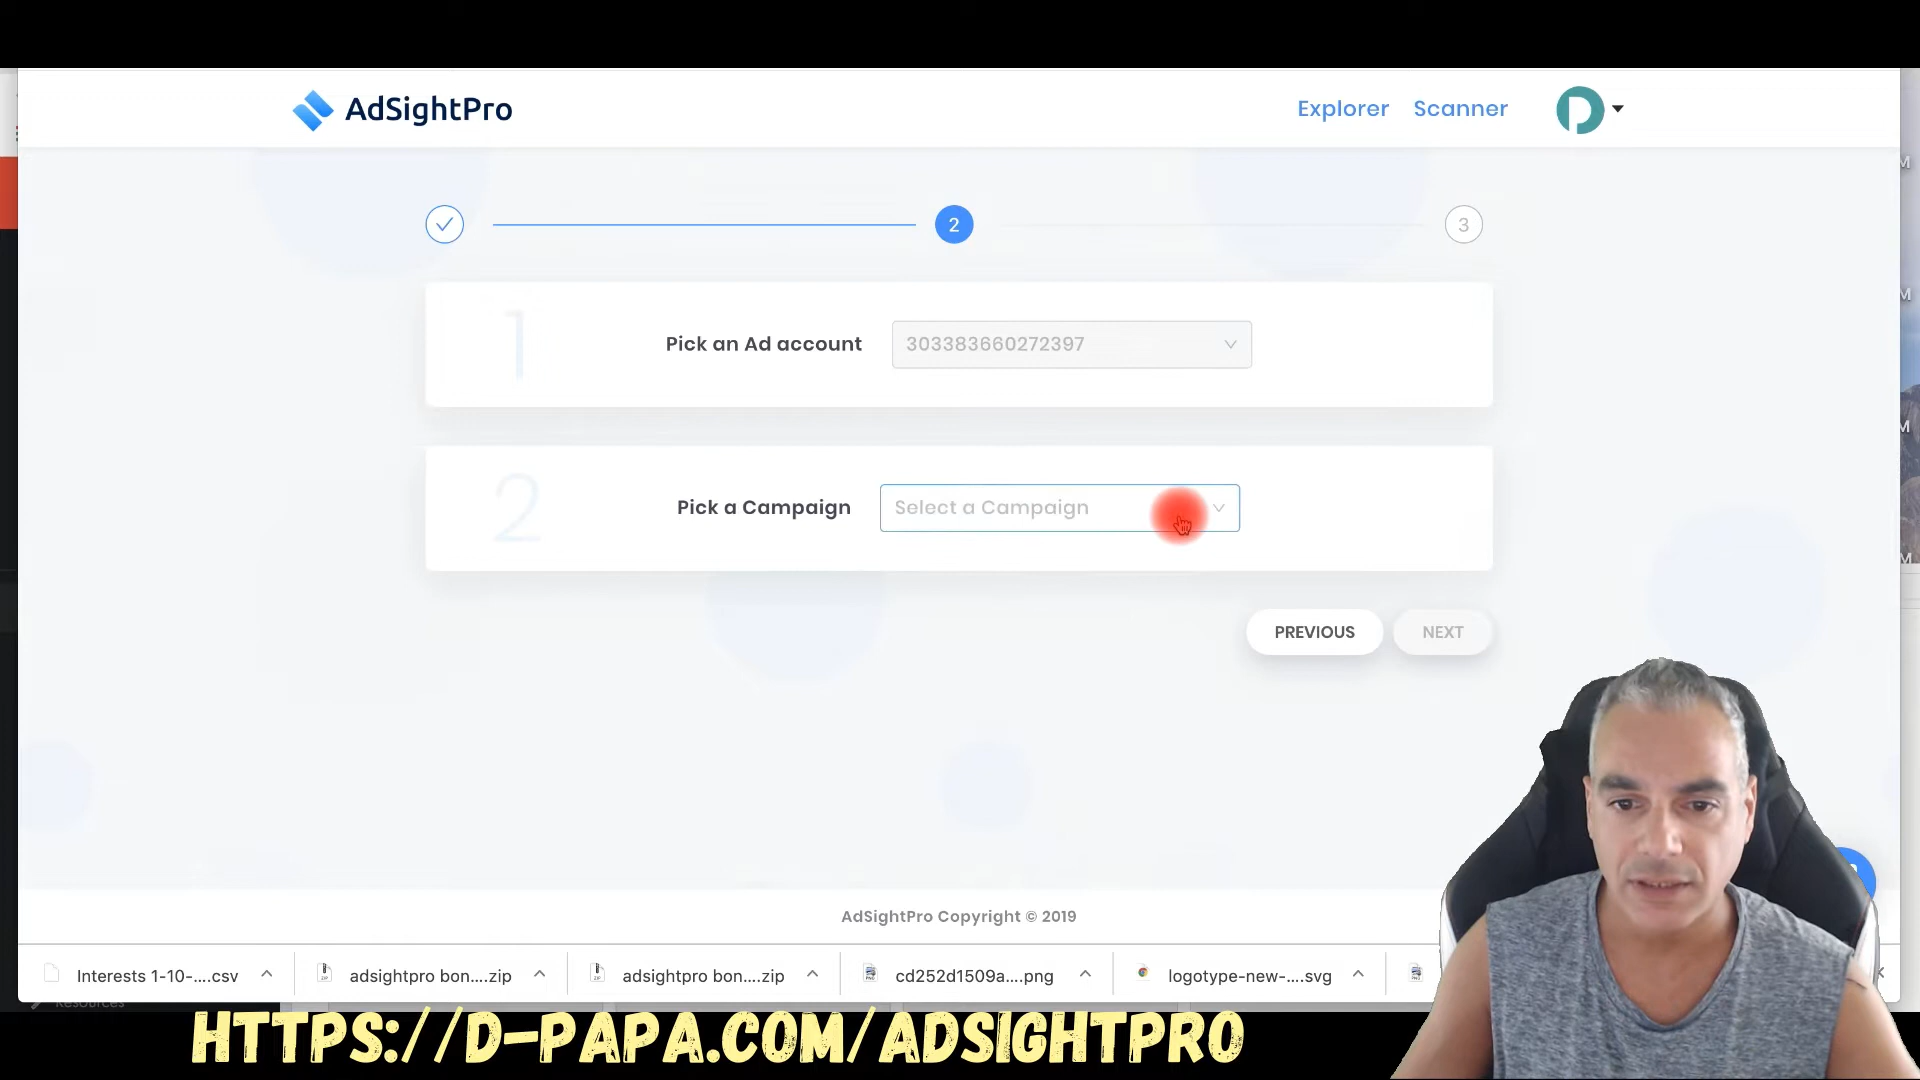 AdSightPro
Explorer
Scanner
2
3
1
Pick an Ad account
303383660272397
2
Pick a Campaign
Select a Campaign
PREVIOUS
NEXT
AdSightPro Copyright © 2019
Interests 1-10-....csv
adsightpro bon....zip
adsightpro bon....zip
cd252d1509a....png
logotype-new-....svg
Resources
HTTPS://D-PAPA.COM/ADSIGHTPRO